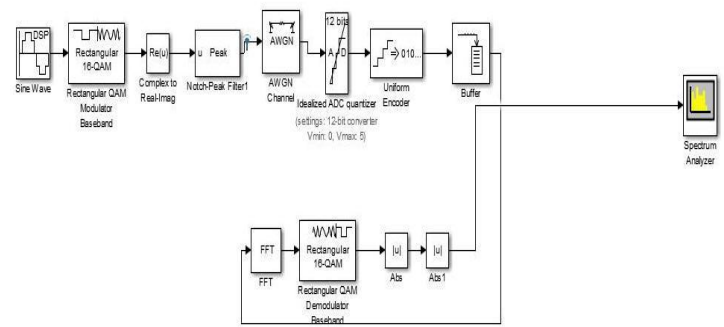 DSP
Sine Wave
Rectangular
16-QAM
Rectangular QAM
Modulator
Baseband
Re(u)
Complex to
Real-Imag
u Peak
Notch-Peak Filter1
AWGN
AWGN
Channel
12 bits
A D
Idealized ADC quantizer
(settings: 12-bit converter
Vmin: 0, Vmax: 5)
010...
Uniform
Encoder
Buffer
Spectrum
Analyzer
FFT
FFT
Rectangular
16-QAM
Rectangular QAM
Demodulator
Baseband
|u|
Abs
|u|
Abs1